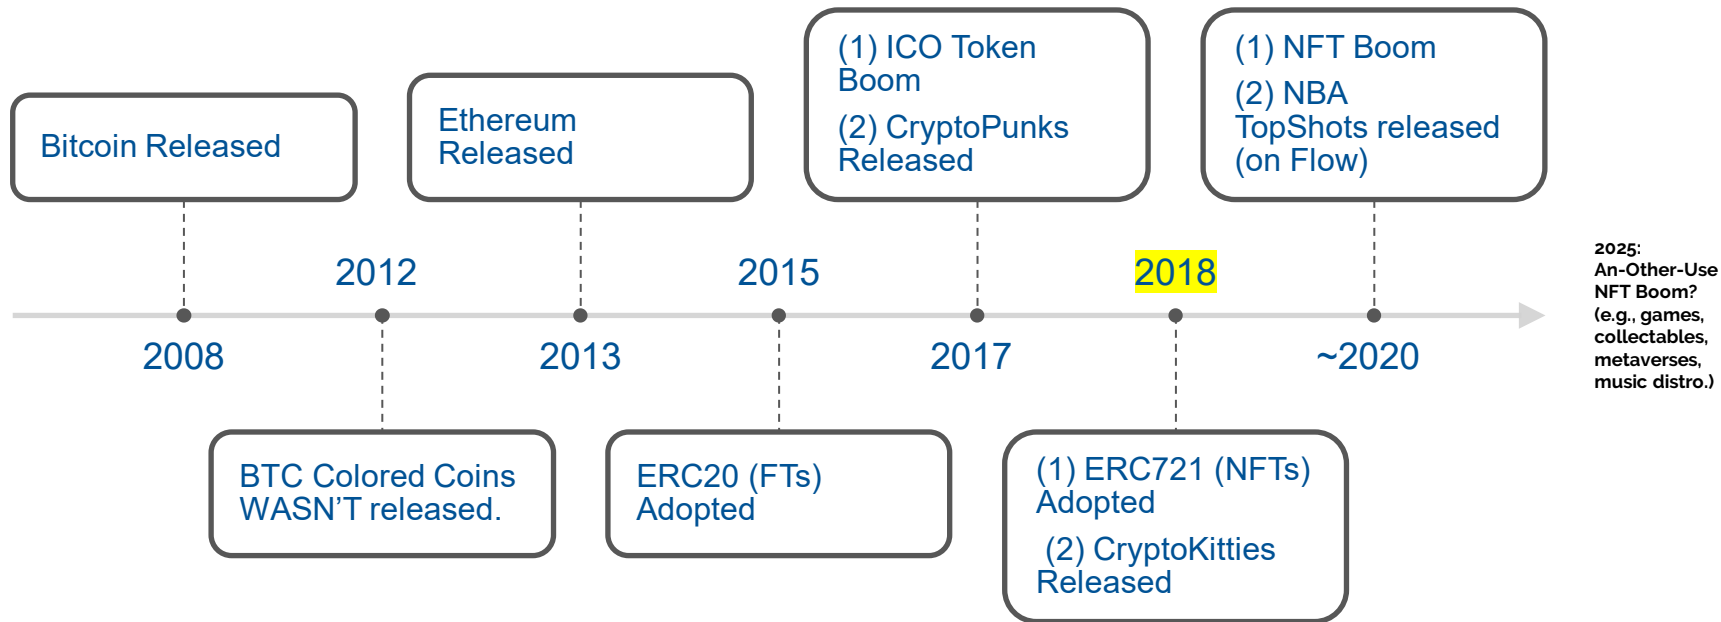 Bitcoin Released
Ethereum
Released
(1) ICO Token
Boom
(2) CryptoPunks
Released
(1) NFT Boom
(2) NBA
TopShots released
(on Flow)
2012
2015
2018
2008
2013
2017
~2020
2025:
An-Other-Use
NFT Boom?
(e.g., games,
collectables,
metaverses,
music distro.)
BTC Colored Coins
WASN'T released.
ERC20 (FTs)
Adopted
(1) ERC721 (NFTs)
Adopted
(2) CryptoKitties
Released